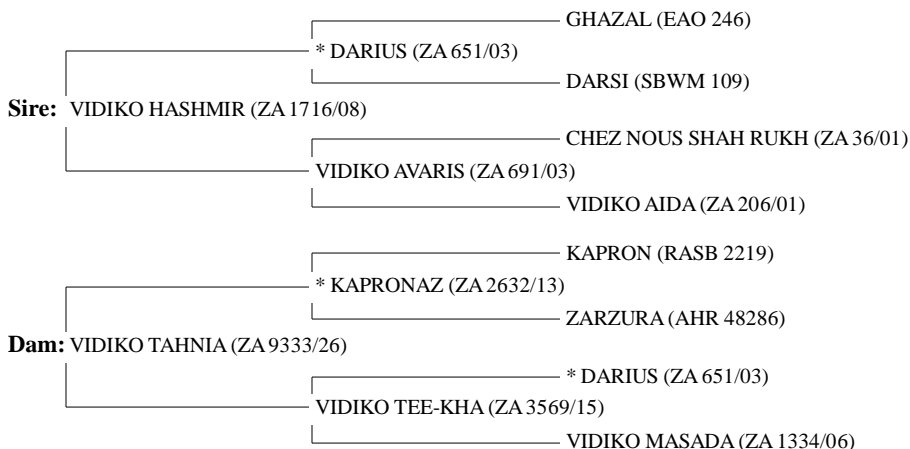 GHAZAL (EAO 246)
* DARIUS (ZA 651/03)
DARSI (SBWM 109)
Sire: VIDIKO HASHMIR (ZA 1716/08)
CHEZ NOUS SHAH RUKH (ZA 36/01)
VIDIKO AVARIS (ZA 691/03)
VIDIKO AIDA (ZA 206/01)
KAPRON (RASB 2219)
* KAPRONAZ (ZA 2632/13)
ZARZURA (AHR 48286)
Dam: VIDIKO TAHNIA (ZA 9333/26)
* DARIUS (ZA 651/03)
VIDIKO TEE-KHA (ZA 3569/15)
VIDIKO MASADA (ZA 1334/06)